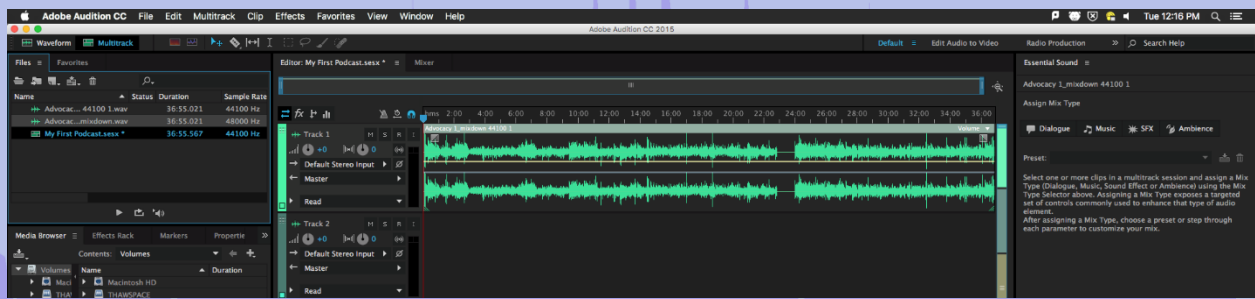 Adobe Audition CC File Edit Multitrack Clip Effects Favorites View Window Help
Tue 12:16 PM
Adobe Audition CC 2015
Waveform Multitrack
Default Edit Audio to Video Radio Production » Search Help
Files Favorites
Name Status Duration Sample Rate
Advocac... 44100 1.wav 36:55.021 44100 Hz
Advocac...mixdown.wav 36:55.021 48000 Hz
My First Podcast.sesx * 36:55.567 44100 Hz
Media Browser Effects Rack Markers Propertie »
Contents: Volumes
Volumes Name Duration
Maci Macintosh HD
THAW THAWSPACE
Editor: My First Podcast.sesx * Mixer
fx
hms 2:00 4:00 6:00 8:00 10:00 12:00 14:00 16:00 18:00 20:00 22:00 24:00 26:00 28:00 30:00 32:00 34:00 36:00
Advocacy 1_mixdown 44100 1 Volume
Track 1 M S R I
+0 0
Default Stereo Input
Master
Read
Track 2 M S R I
+0 0
Default Stereo Input
Master
Read
Essential Sound
Advocacy 1_mixdown 44100 1
Assign Mix Type
Dialogue Music SFX Ambience
Preset:
Select one or more clips in a multitrack session and assign a Mix
Type (Dialogue, Music, Sound Effect or Ambience) using the Mix
Type Selector above. Assigning a Mix Type exposes a targeted
set of controls commonly used to enhance that type of audio
element.
After assigning a Mix Type, choose a preset or step through
each parameter to customize your mix.